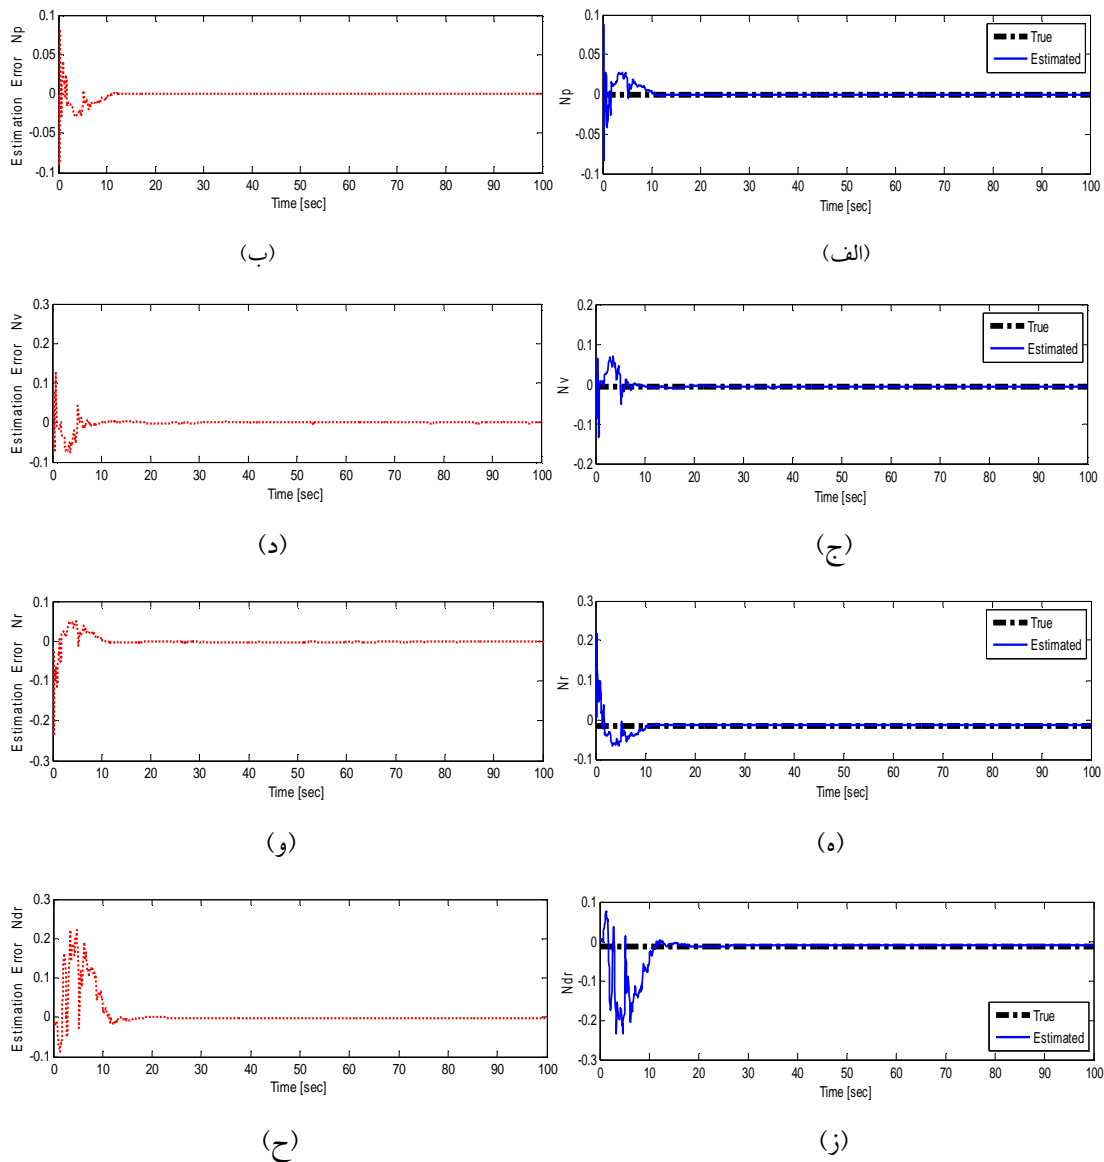 Estimation Error Np
0.1
0.05
0
-0.05
-0.1
0 10 20 30 40 50 60 70 80 90 100
Time [sec]
(ب)
Np
0.1
0.05
0
-0.05
-0.1
0 10 20 30 40 50 60 70 80 90 100
Time [sec]
True
Estimated
(الف)
Estimation Error Nv
0.3
0.2
0.1
0
-0.1
0 10 20 30 40 50 60 70 80 90 100
Time [sec]
(د)
Nv
0.2
0.1
0
-0.1
-0.2
0 10 20 30 40 50 60 70 80 90 100
Time [sec]
True
Estimated
(ج)
Estimation Error Nr
0.1
0
-0.1
-0.2
-0.3
0 10 20 30 40 50 60 70 80 90 100
Time [sec]
(و)
Nr
0.3
0.2
0.1
0
-0.1
0 10 20 30 40 50 60 70 80 90 100
Time [sec]
True
Estimated
(ه)
Estimation Error Ndr
0.3
0.2
0.1
0
-0.1
0 10 20 30 40 50 60 70 80 90 100
Time [sec]
(ح)
Ndr
0.1
0
-0.1
-0.2
-0.3
0 10 20 30 40 50 60 70 80 90 100
Time [sec]
True
Estimated
(ز)